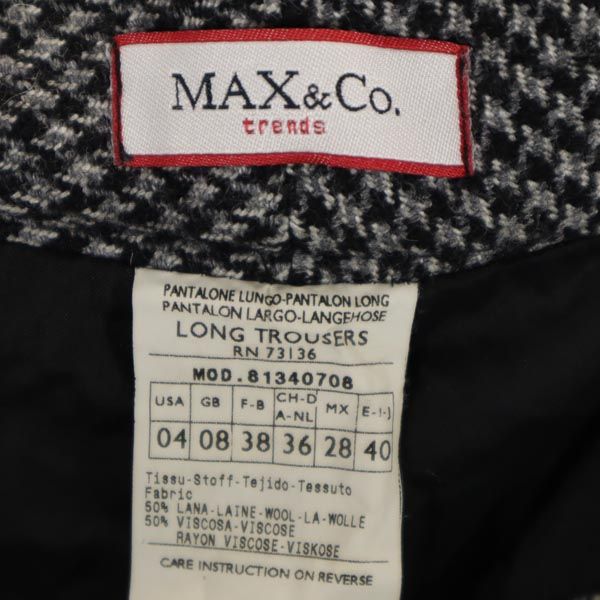 MAX&Co.
trends
PANTALONE LUNGO-PANTALON LONG
PANTALON LARGO-LANGEHOSE
LONG TROUSERS
RN 73136
MOD. 81340708
USA GB F-B CH-D A-NL MX E-I-J
04 08 38 36 28 40
Tissu-Stoff-Tejido-Tessuto
Fabric
50% LANA-LAINE-WOOL-LA-WOLLE
50% VISCOSA-VISCOSE
RAYON VISCOSE-VISKOSE
CARE INSTRUCTION ON REVERSE